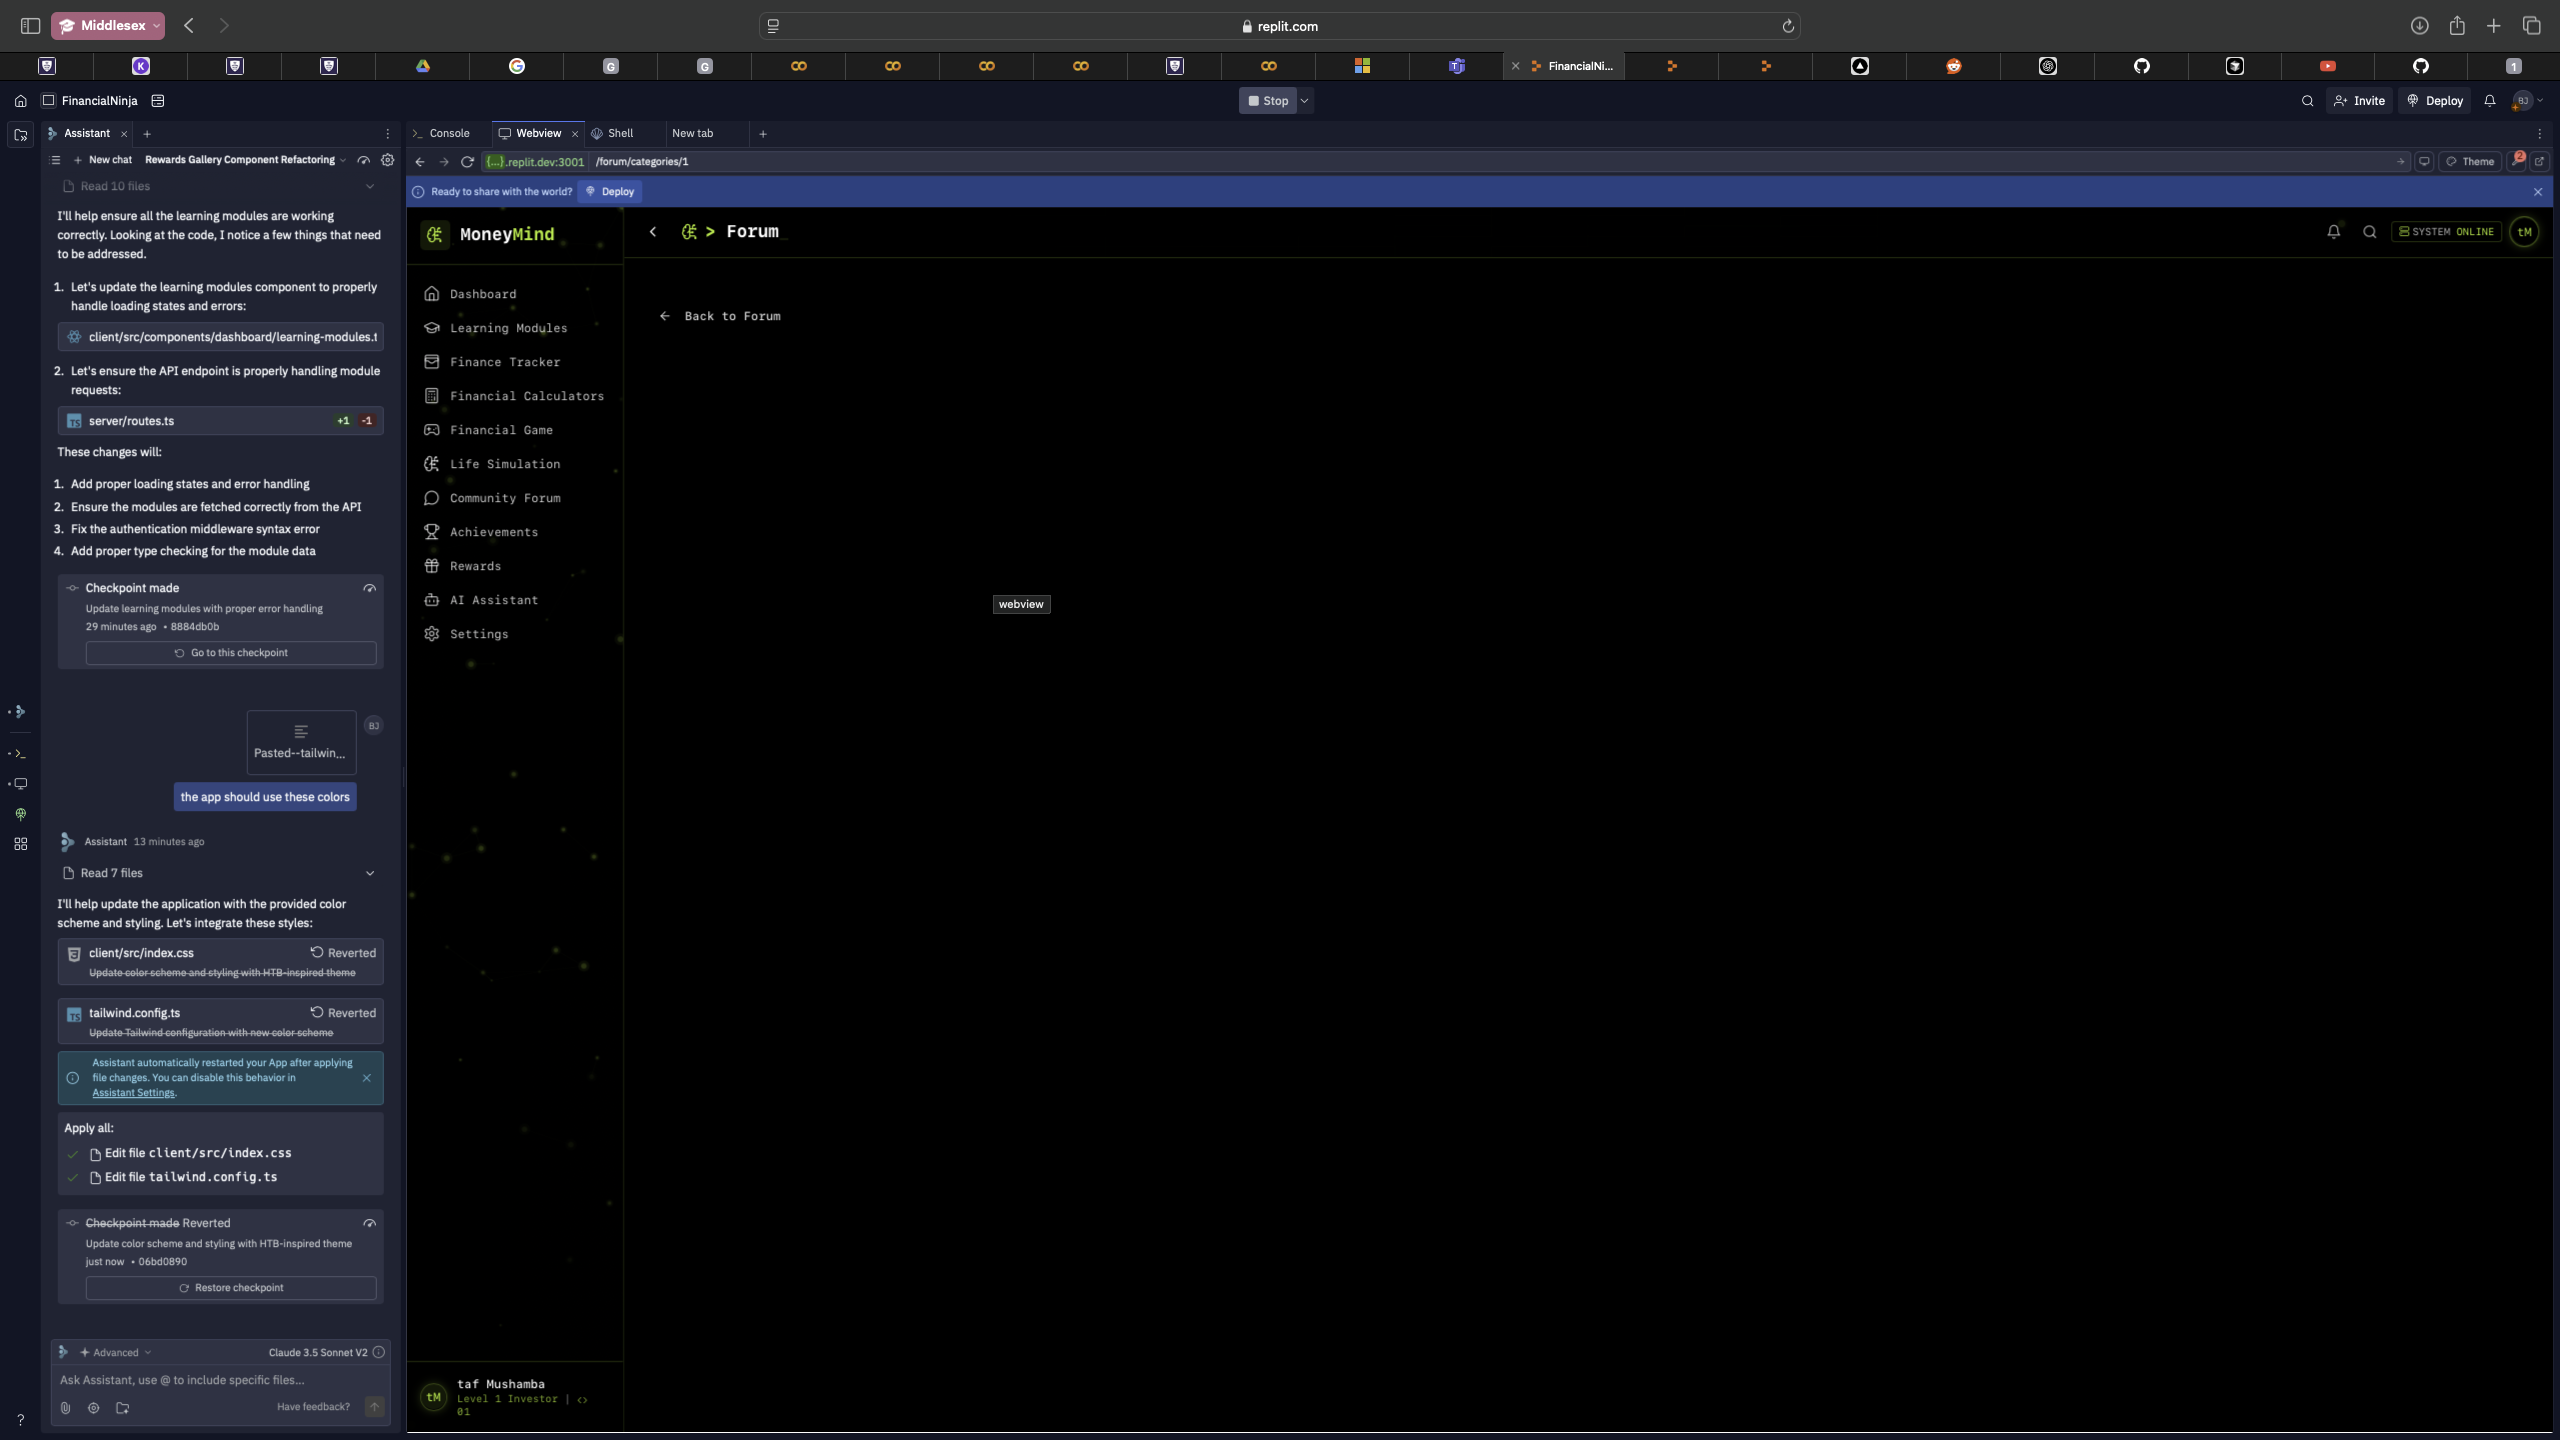 Middlesex
replit.com
FinancialNi...
1
FinancialNinja
Stop
Invite
Deploy
BJ
Assistant
Console
Webview
Shell
New tab
New chat
Rewards Gallery Component Refactoring
{...}.replit.dev:3001
/forum/categories/1
Theme
2
Ready to share with the world?
Deploy
Read 10 files
I'll help ensure all the learning modules are working
correctly. Looking at the code, I notice a few things that need
to be addressed.
1. Let's update the learning modules component to properly
handle loading states and errors:
client/src/components/dashboard/learning-modules.t
2. Let's ensure the API endpoint is properly handling module
requests:
TS server/routes.ts +1 -1
These changes will:
1. Add proper loading states and error handling
2. Ensure the modules are fetched correctly from the API
3. Fix the authentication middleware syntax error
4. Add proper type checking for the module data
Checkpoint made
Update learning modules with proper error handling
29 minutes ago • 8884db0b
Go to this checkpoint
Pasted--tailwin...
BJ
the app should use these colors
Assistant 13 minutes ago
Read 7 files
I'll help update the application with the provided color
scheme and styling. Let's integrate these styles:
client/src/index.css Reverted
Update color scheme and styling with HTB-inspired theme
TS tailwind.config.ts Reverted
Update Tailwind configuration with new color scheme
Assistant automatically restarted your App after applying
file changes. You can disable this behavior in
Assistant Settings.
Apply all:
Edit file client/src/index.css
Edit file tailwind.config.ts
Checkpoint made Reverted
Update color scheme and styling with HTB-inspired theme
just now • 06bd0890
Restore checkpoint
Advanced
Claude 3.5 Sonnet V2
Ask Assistant, use @ to include specific files...
Have feedback?
?
MoneyMind
> Forum_
SYSTEM ONLINE
tM
Dashboard
Learning Modules
Finance Tracker
Financial Calculators
Financial Game
Life Simulation
Community Forum
Achievements
Rewards
AI Assistant
Settings
Back to Forum
webview
tM
taf Mushamba
Level 1 Investor | <>
01